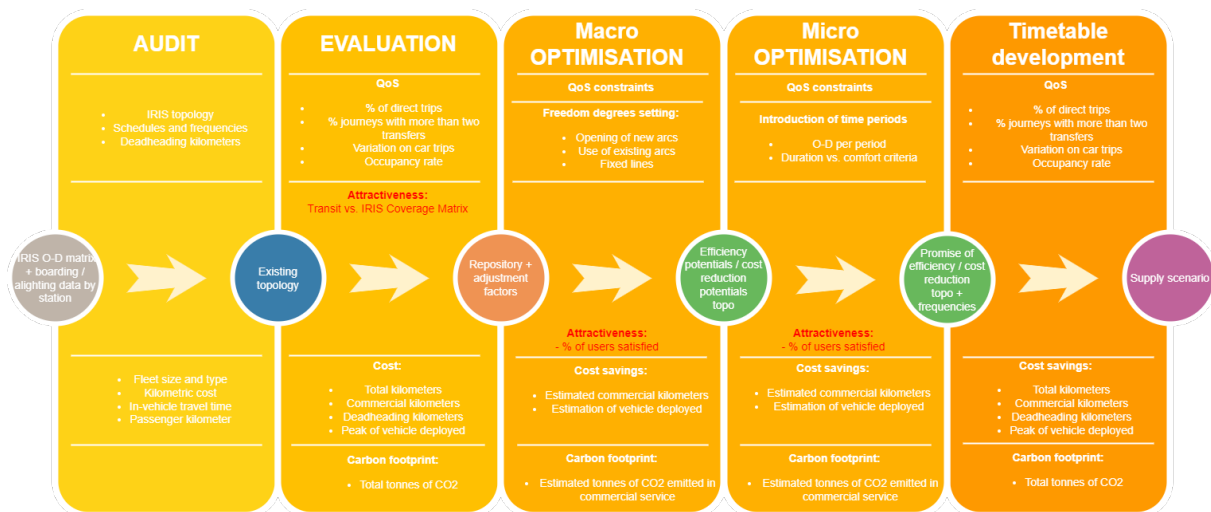 AUDIT
IRIS topology
Schedules and frequencies
Deadheading kilometers
IRIS O-D matrix
+ boarding /
alighting data by
station
Fleet size and type
Kilometric cost
In-vehicle travel time
Passenger kilometer
EVALUATION
QoS
% of direct trips
% journeys with more than two
transfers
Variation on car trips
Occupancy rate
Attractiveness:
Transit vs. IRIS Coverage Matrix
Existing
topology
Cost:
Total kilometers
Commercial kilometers
Deadheading kilometers
Peak of vehicle deployed
Carbon footprint:
Total tonnes of CO2
Macro
OPTIMISATION
QoS constraints
Freedom degrees setting:
Opening of new arcs
Use of existing arcs
Fixed lines
Repository +
adjustment
factors
Attractiveness:
- % of users satisfied
Cost savings:
Estimated commercial kilometers
Estimation of vehicle deployed
Carbon footprint:
Estimated tonnes of CO2 emitted in
commercial service
Micro
OPTIMISATION
QoS constraints
Introduction of time periods
O-D per period
Duration vs. comfort criteria
Efficiency
potentials / cost
reduction
potentials
topo
Attractiveness:
- % of users satisfied
Cost savings:
Estimated commercial kilometers
Estimation of vehicle deployed
Carbon footprint:
Estimated tonnes of CO2 emitted in
commercial service
Timetable
development
QoS
% of direct trips
% journeys with more than two
transfers
Variation on car trips
Occupancy rate
Promise of
efficiency / cost
reduction
topo +
frequencies
Supply scenario
Cost savings:
Total kilometers
Commercial kilometers
Deadheading kilometers
Peak of vehicle deployed
Carbon footprint:
Total tonnes of CO2